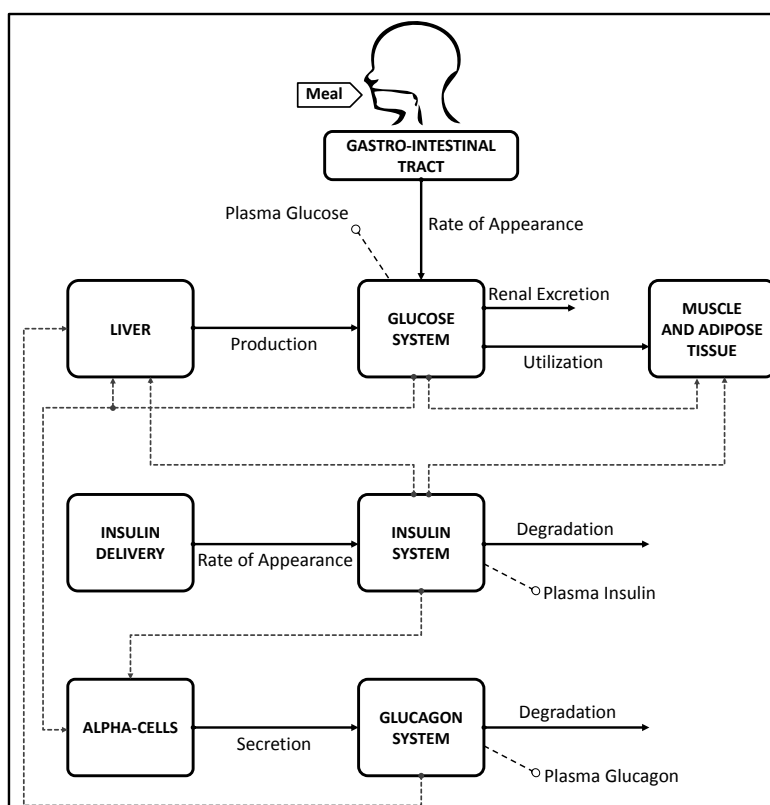 Meal
GASTRO-INTESTINAL
TRACT
Plasma Glucose
Rate of Appearance
LIVER
Production
GLUCOSE
SYSTEM
Renal Excretion
Utilization
MUSCLE
AND ADIPOSE
TISSUE
INSULIN
DELIVERY
Rate of Appearance
INSULIN
SYSTEM
Degradation
Plasma Insulin
ALPHA-CELLS
Secretion
GLUCAGON
SYSTEM
Degradation
Plasma Glucagon